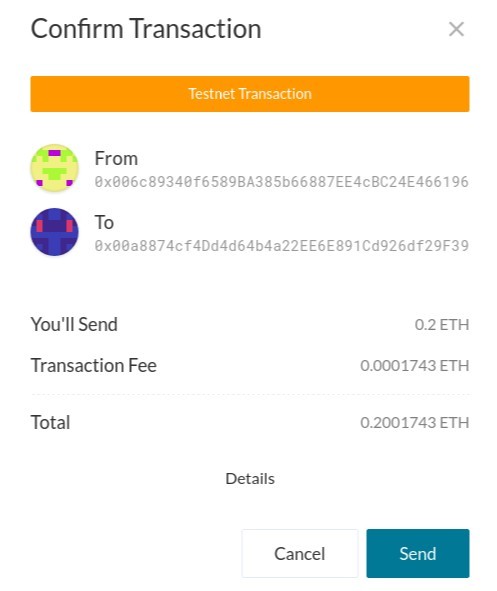 Confirm Transaction
Testnet Transaction
From
0x006c89340f6589BA385b66887EE4cBC24E466196
To
0x00a8874cf4Dd4d64b4a22EE6E891Cd926df29F39
You'll Send 0.2 ETH
Transaction Fee 0.0001743 ETH
Total 0.2001743 ETH
Details
Cancel Send